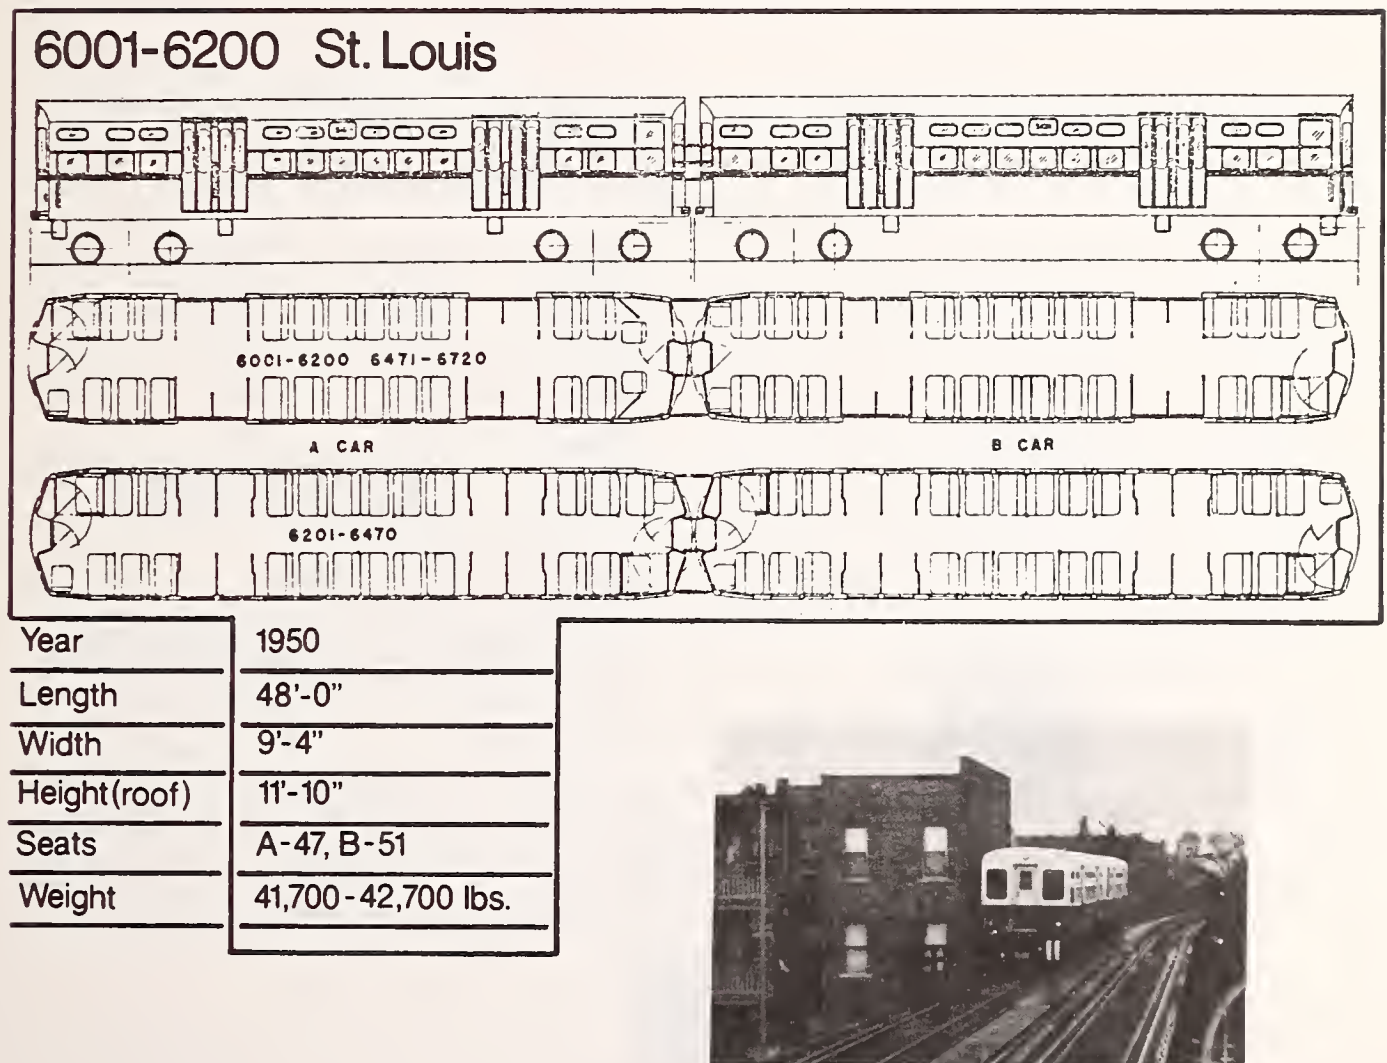 6001-6200 St. Louis
6001-6200 6471-6720
A CAR
B CAR
6201-6470
Year 1950
Length 48'-0"
Width 9'-4"
Height (roof) 11'-10"
Seats A-47, B-51
Weight 41,700-42,700 lbs.